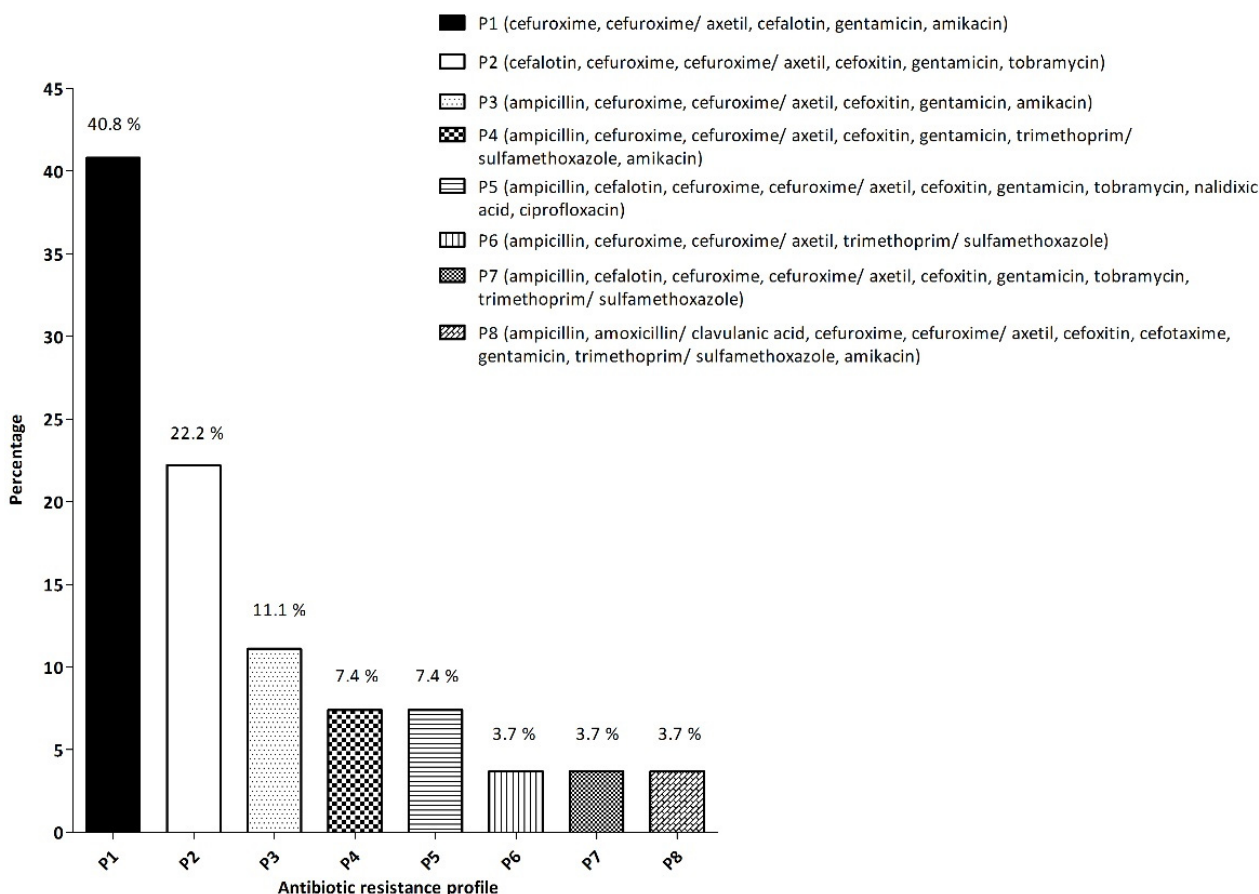 P1 (cefuroxime, cefuroxime/ axetil, cefalotin, gentamicin, amikacin)
P2 (cefalotin, cefuroxime, cefuroxime/ axetil, cefoxitin, gentamicin, tobramycin)
P3 (ampicillin, cefuroxime, cefuroxime/ axetil, cefoxitin, gentamicin, amikacin)
P4 (ampicillin, cefuroxime, cefuroxime/ axetil, cefoxitin, gentamicin, trimethoprim/
sulfamethoxazole, amikacin)
P5 (ampicillin, cefalotin, cefuroxime, cefuroxime/ axetil, cefoxitin, gentamicin, tobramycin, nalidixic
acid, ciprofloxacin)
P6 (ampicillin, cefuroxime, cefuroxime/ axetil, trimethoprim/ sulfamethoxazole)
P7 (ampicillin, cefalotin, cefuroxime, cefuroxime/ axetil, cefoxitin, gentamicin, tobramycin,
trimethoprim/ sulfamethoxazole)
P8 (ampicillin, amoxicillin/ clavulanic acid, cefuroxime, cefuroxime/ axetil, cefoxitin, cefotaxime,
gentamicin, trimethoprim/ sulfamethoxazole, amikacin)
Percentage
45
40
35
30
25
20
15
10
5
0
40.8 %
22.2 %
11.1 %
7.4 %
7.4 %
3.7 %
3.7 %
3.7 %
P1
P2
P3
P4
P5
P6
P7
P8
Antibiotic resistance profile